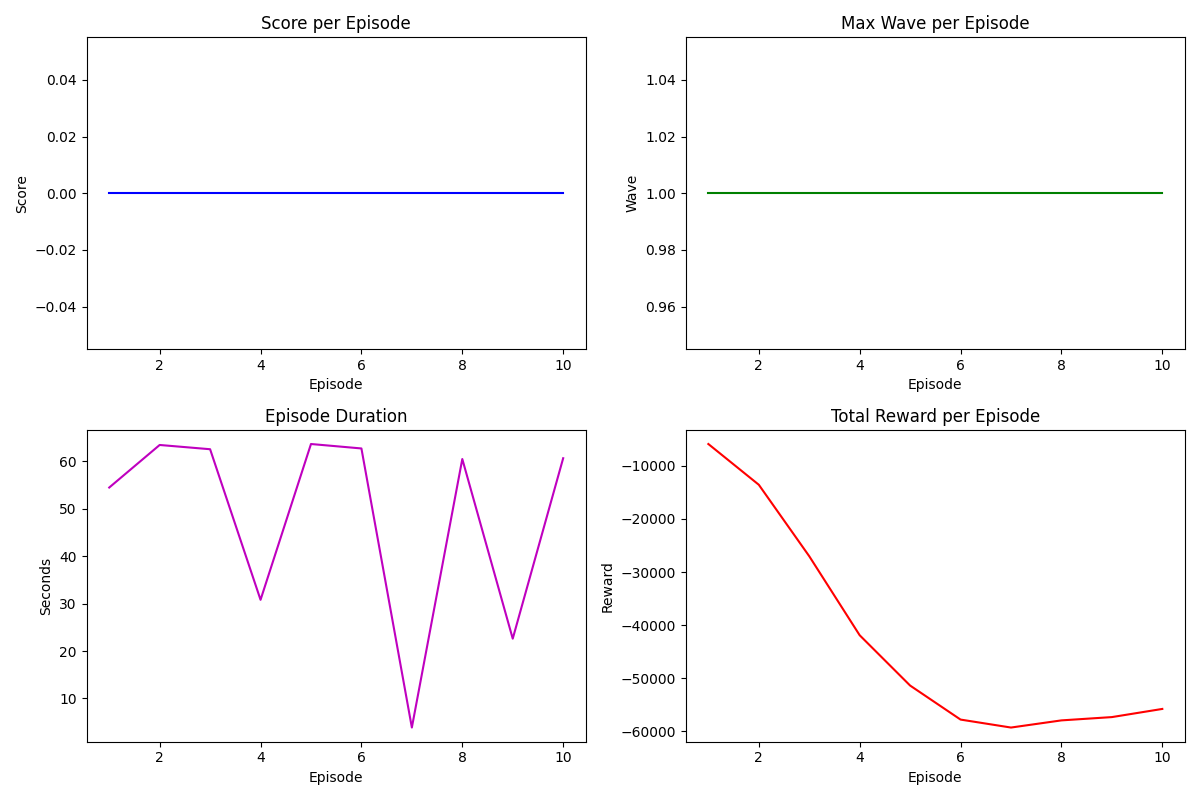 Score per Episode
Score
0.04
0.02
0.00
−0.02
−0.04
2 4 6 8 10
Episode
Max Wave per Episode
Wave
1.04
1.02
1.00
0.98
0.96
2 4 6 8 10
Episode
Episode Duration
Seconds
60
50
40
30
20
10
2 4 6 8 10
Episode
Total Reward per Episode
Reward
−10000
−20000
−30000
−40000
−50000
−60000
2 4 6 8 10
Episode